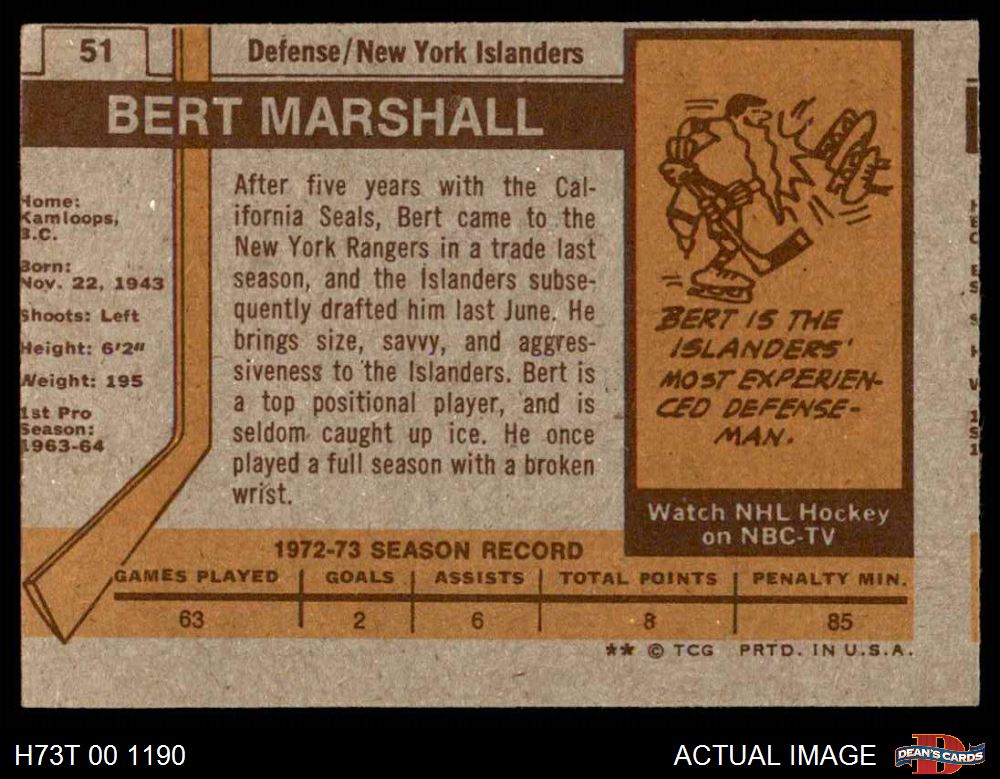 51
Defense/New York Islanders
BERT MARSHALL
Home:
Kamloops,
B.C.
Born:
Nov. 22, 1943
Shoots: Left
Height: 6'2"
Weight: 195
1st Pro
Season:
1963-64
After five years with the Cal-
ifornia Seals, Bert came to the
New York Rangers in a trade last
season, and the Islanders subse-
quently drafted him last June. He
brings size, savvy, and aggres-
siveness to the Islanders. Bert is
a top positional player, and is
seldom caught up ice. He once
played a full season with a broken
wrist.
BERT IS THE
ISLANDERS'
MOST EXPERIEN-
CED DEFENSE-
MAN.
Watch NHL Hockey
on NBC-TV
1972-73 SEASON RECORD
GAMES PLAYED GOALS ASSISTS TOTAL POINTS PENALTY MIN.
63 2 6 8 85
** © TCG PRTD. IN U.S.A.
H73T 00 1190
ACTUAL IMAGE
DEAN'S CARDS